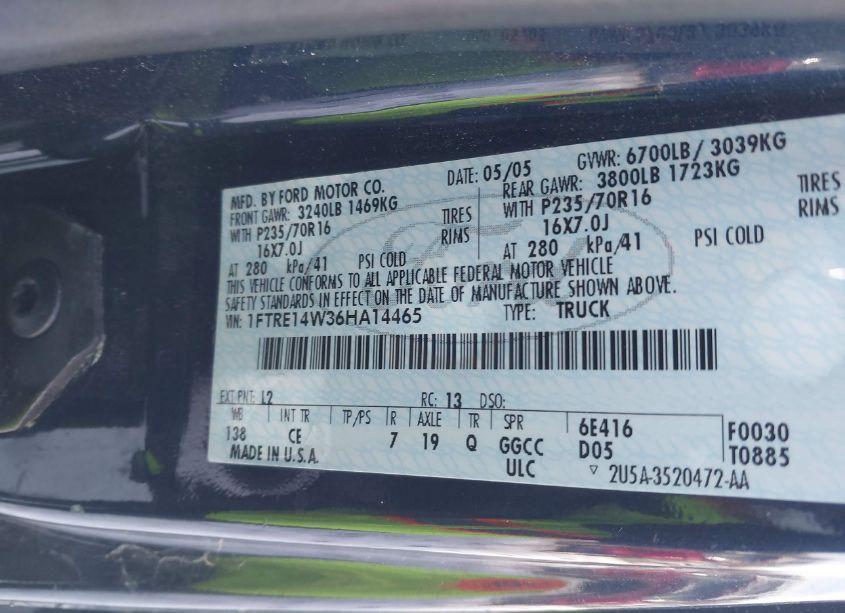 MFD. BY FORD MOTOR CO.
DATE: 05/05
GVWR: 6700LB / 3039KG
FRONT GAWR: 3240LB 1469KG
REAR GAWR: 3800LB 1723KG
WITH P235/70R16 TIRES
WITH P235/70R16 TIRES
16X7.0J RIMS
16X7.0J RIMS
AT 280 kPa/41 PSI COLD
AT 280 kPa/41 PSI COLD
THIS VEHICLE CONFORMS TO ALL APPLICABLE FEDERAL MOTOR VEHICLE
SAFETY STANDARDS IN EFFECT ON THE DATE OF MANUFACTURE SHOWN ABOVE.
VIN: 1FTRE14W36HA14465
TYPE: TRUCK
EXT PNT: L2 RC: 13 DSO:
WB INT TR TP/PS R AXLE TR SPR
138 CE 7 19 Q GGCC
ULC
6E416 F0030
D05 T0885
MADE IN U.S.A.
▽ 2U5A-3520472-AA
Ford